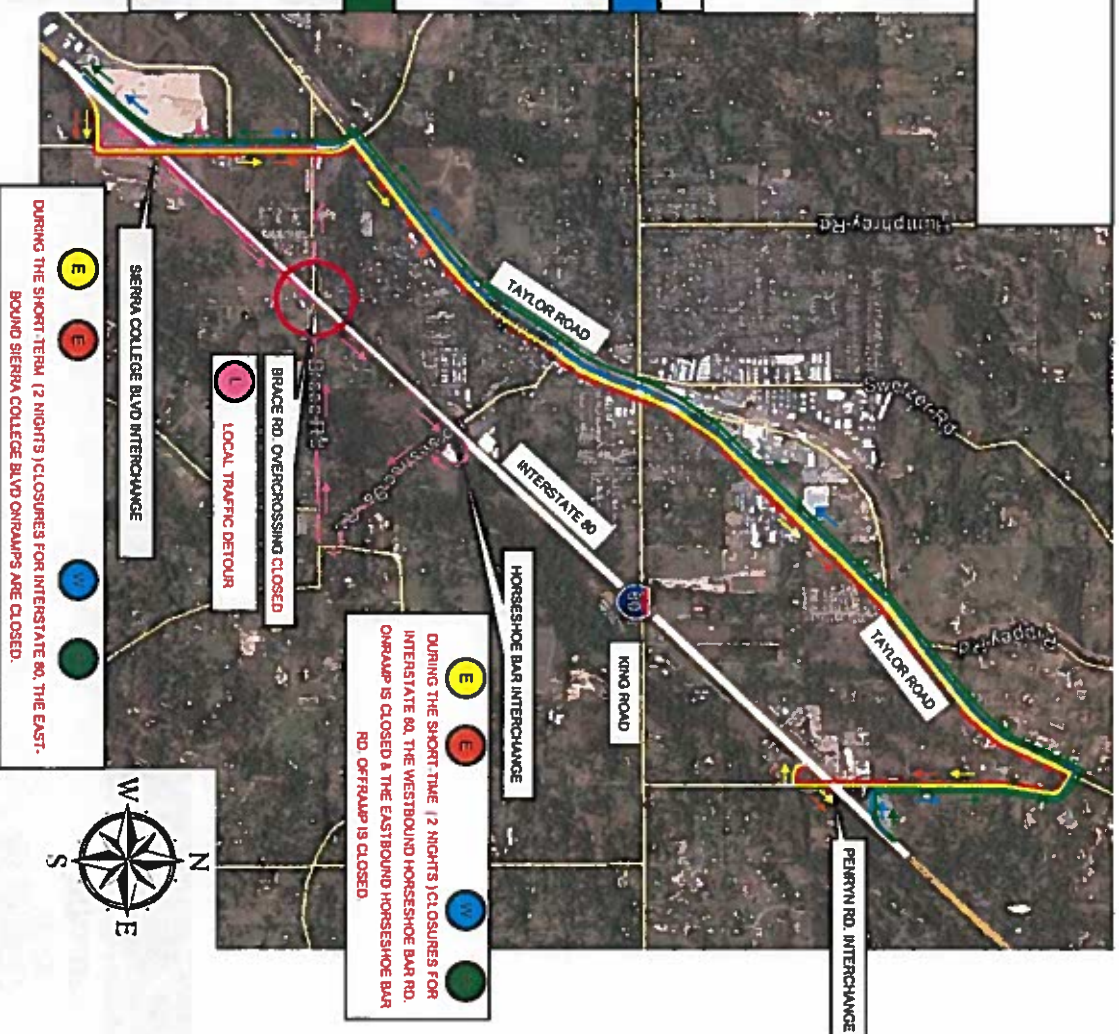 Humphrey Rd
TAYLOR ROAD
INTERSTATE 80
80
KING ROAD
TAYLOR ROAD
PENRYN RD. INTERCHANGE
HORSESHOE BAR INTERCHANGE
BRACE RD. OVERCROSSING CLOSED
L
LOCAL TRAFFIC DETOUR
SIERRA COLLEGE BLVD INTERCHANGE
E E W
DURING THE SHORT-TIME (2 NIGHTS) CLOSURES FOR
INTERSTATE 80, THE WESTBOUND HORSESHOE BAR RD.
ONRAMP IS CLOSED & THE EASTBOUND HORSESHOE BAR
RD. OFFRAMP IS CLOSED.
E E W
DURING THE SHORT-TERM (2 NIGHTS) CLOSURES FOR INTERSTATE 80, THE EAST-
BOUND SIERRA COLLEGE BLVD ONRAMPS ARE CLOSED.
N
W
E
S